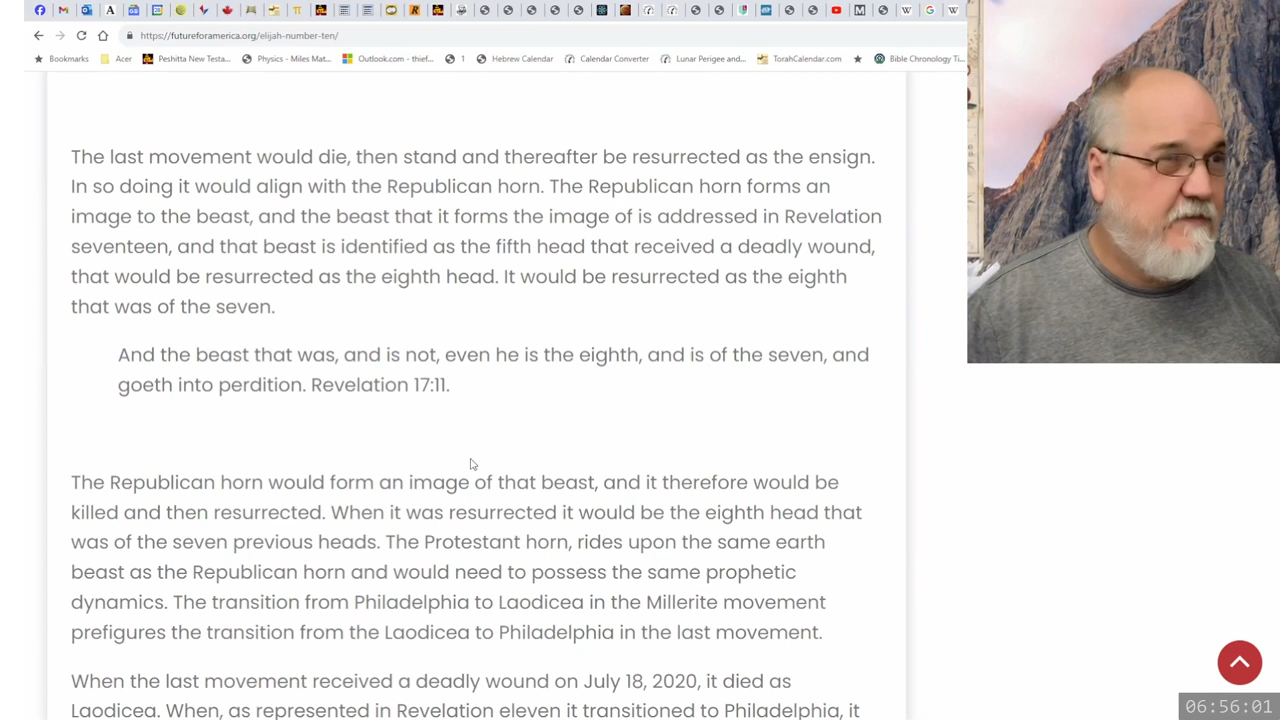 https://futureforamerica.org/elijah-number-ten/
Bookmarks Acer Peshitta New Testa... Physics - Miles Mat... Outlook.com - thief... 1 Hebrew Calendar Calendar Converter Lunar Perigee and... TorahCalendar.com Bible Chronology Ti...
The last movement would die, then stand and thereafter be resurrected as the ensign.
In so doing it would align with the Republican horn. The Republican horn forms an
image to the beast, and the beast that it forms the image of is addressed in Revelation
seventeen, and that beast is identified as the fifth head that received a deadly wound,
that would be resurrected as the eighth head. It would be resurrected as the eighth
that was of the seven.
And the beast that was, and is not, even he is the eighth, and is of the seven, and
goeth into perdition. Revelation 17:11.
The Republican horn would form an image of that beast, and it therefore would be
killed and then resurrected. When it was resurrected it would be the eighth head that
was of the seven previous heads. The Protestant horn, rides upon the same earth
beast as the Republican horn and would need to possess the same prophetic
dynamics. The transition from Philadelphia to Laodicea in the Millerite movement
prefigures the transition from the Laodicea to Philadelphia in the last movement.
When the last movement received a deadly wound on July 18, 2020, it died as
Laodicea. When, as represented in Revelation eleven it transitioned to Philadelphia, it
06:56:01